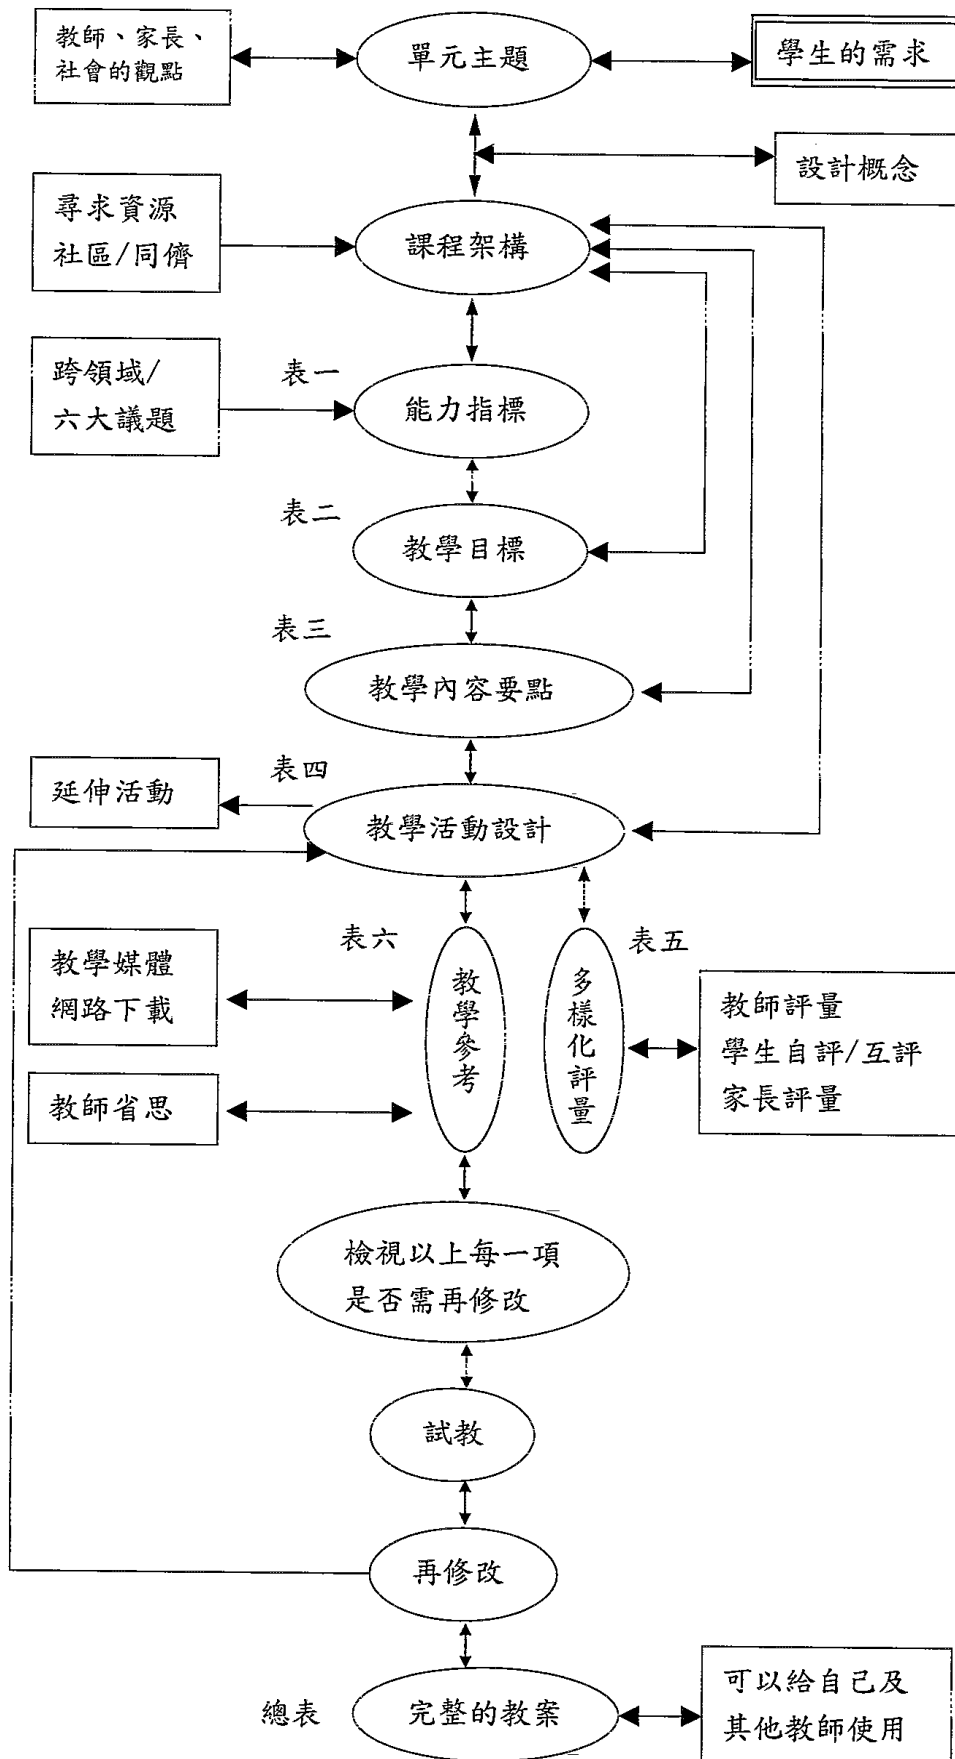 教師、家長、
社會的觀點
單元主題
學生的需求
設計概念
尋求資源
社區/同儕
課程架構
跨領域/
六大議題
表一
能力指標
表二
教學目標
表三
教學內容要點
表四
延伸活動
教學活動設計
表六
表五
教學媒體
網路下載
教學參考
多樣化評量
教師評量
學生自評/互評
家長評量
教師省思
檢視以上每一項
是否需再修改
試教
再修改
總表
完整的教案
可以給自己及
其他教師使用